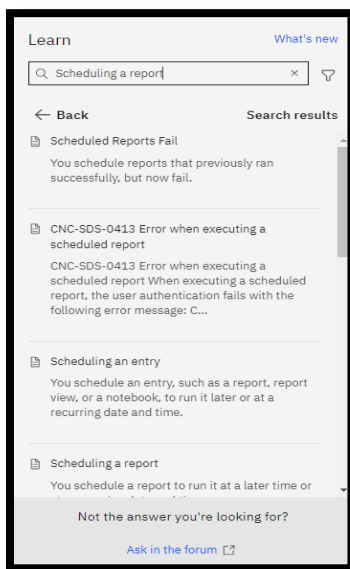 Learn What's new
Scheduling a report
Back Search results
Scheduled Reports Fail
You schedule reports that previously ran
successfully, but now fail.
CNC-SDS-0413 Error when executing a
scheduled report
CNC-SDS-0413 Error when executing a
scheduled report When executing a scheduled
report, the user authentication fails with the
following error message: C...
Scheduling an entry
You schedule an entry, such as a report, report
view, or a notebook, to run it later or at a
recurring date and time.
Scheduling a report
You schedule a report to run it at a later time or
Not the answer you're looking for?
Ask in the forum